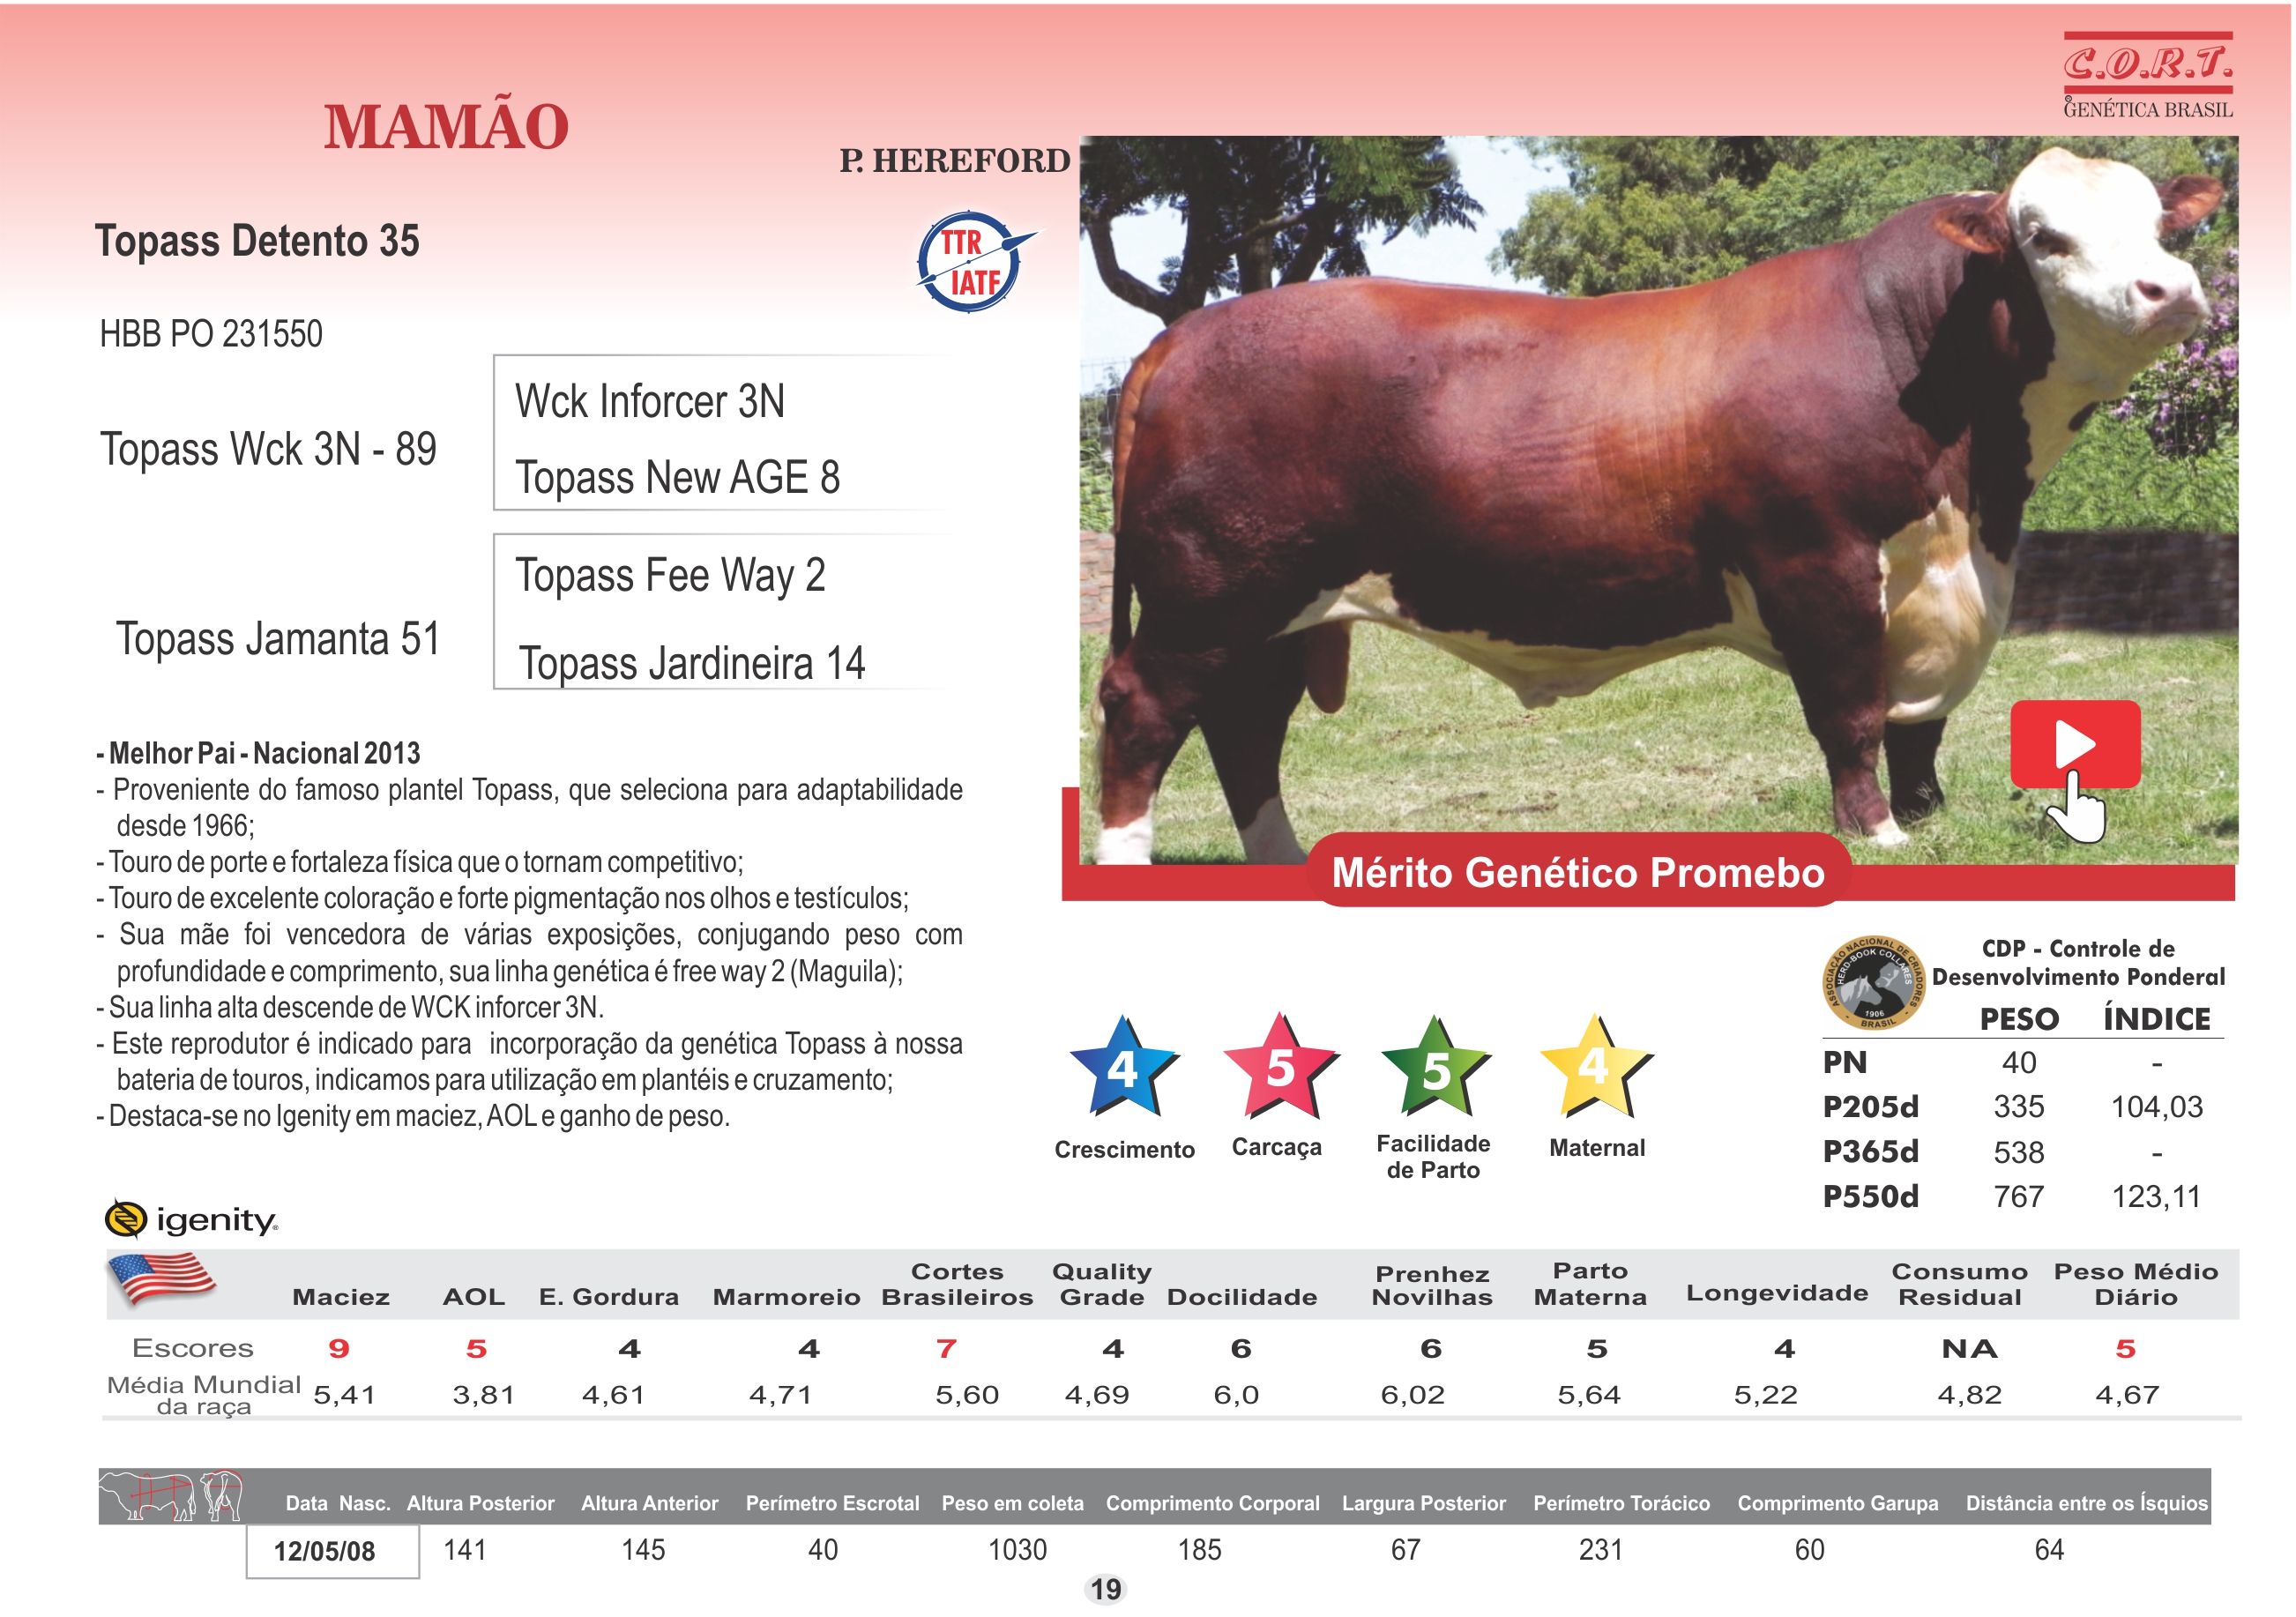 C.O.R.T.
GENÉTICA BRASIL
MAMÃO
P. HEREFORD
Topass Detento 35
TTR
IATF
HBB PO 231550
Wck Inforcer 3N
Topass Wck 3N - 89
Topass New AGE 8
Topass Fee Way 2
Topass Jamanta 51
Topass Jardineira 14
- Melhor Pai - Nacional 2013
- Proveniente do famoso plantel Topass, que seleciona para adaptabilidade
desde 1966;
- Touro de porte e fortaleza física que o tornam competitivo;
- Touro de excelente coloração e forte pigmentação nos olhos e testículos;
- Sua mãe foi vencedora de várias exposições, conjugando peso com
profundidade e comprimento, sua linha genética é free way 2 (Maguila);
- Sua linha alta descende de WCK inforcer 3N.
- Este reprodutor é indicado para incorporação da genética Topass à nossa
bateria de touros, indicamos para utilização em plantéis e cruzamento;
- Destaca-se no Igenity em maciez, AOL e ganho de peso.
Mérito Genético Promebo
4 5 5 4
Crescimento Carcaça Facilidade de Parto Maternal
ASSOCIAÇÃO NACIONAL DE CRIADORES
HERD-BOOK COLLARES
1906
- BRASIL -
CDP - Controle de
Desenvolvimento Ponderal
PESO ÍNDICE
PN 40 -
P205d 335 104,03
P365d 538 -
P550d 767 123,11
igenity®
Maciez AOL E. Gordura Marmoreio Cortes Brasileiros Quality Grade Docilidade Prenhez Novilhas Parto Materna Longevidade Consumo Residual Peso Médio Diário
Escores 9 5 4 4 7 4 6 6 5 4 NA 5
Média Mundial da raça 5,41 3,81 4,61 4,71 5,60 4,69 6,0 6,02 5,64 5,22 4,82 4,67
Data Nasc. Altura Posterior Altura Anterior Perímetro Escrotal Peso em coleta Comprimento Corporal Largura Posterior Perímetro Torácico Comprimento Garupa Distância entre os Ísquios
12/05/08 141 145 40 1030 185 67 231 60 64
19